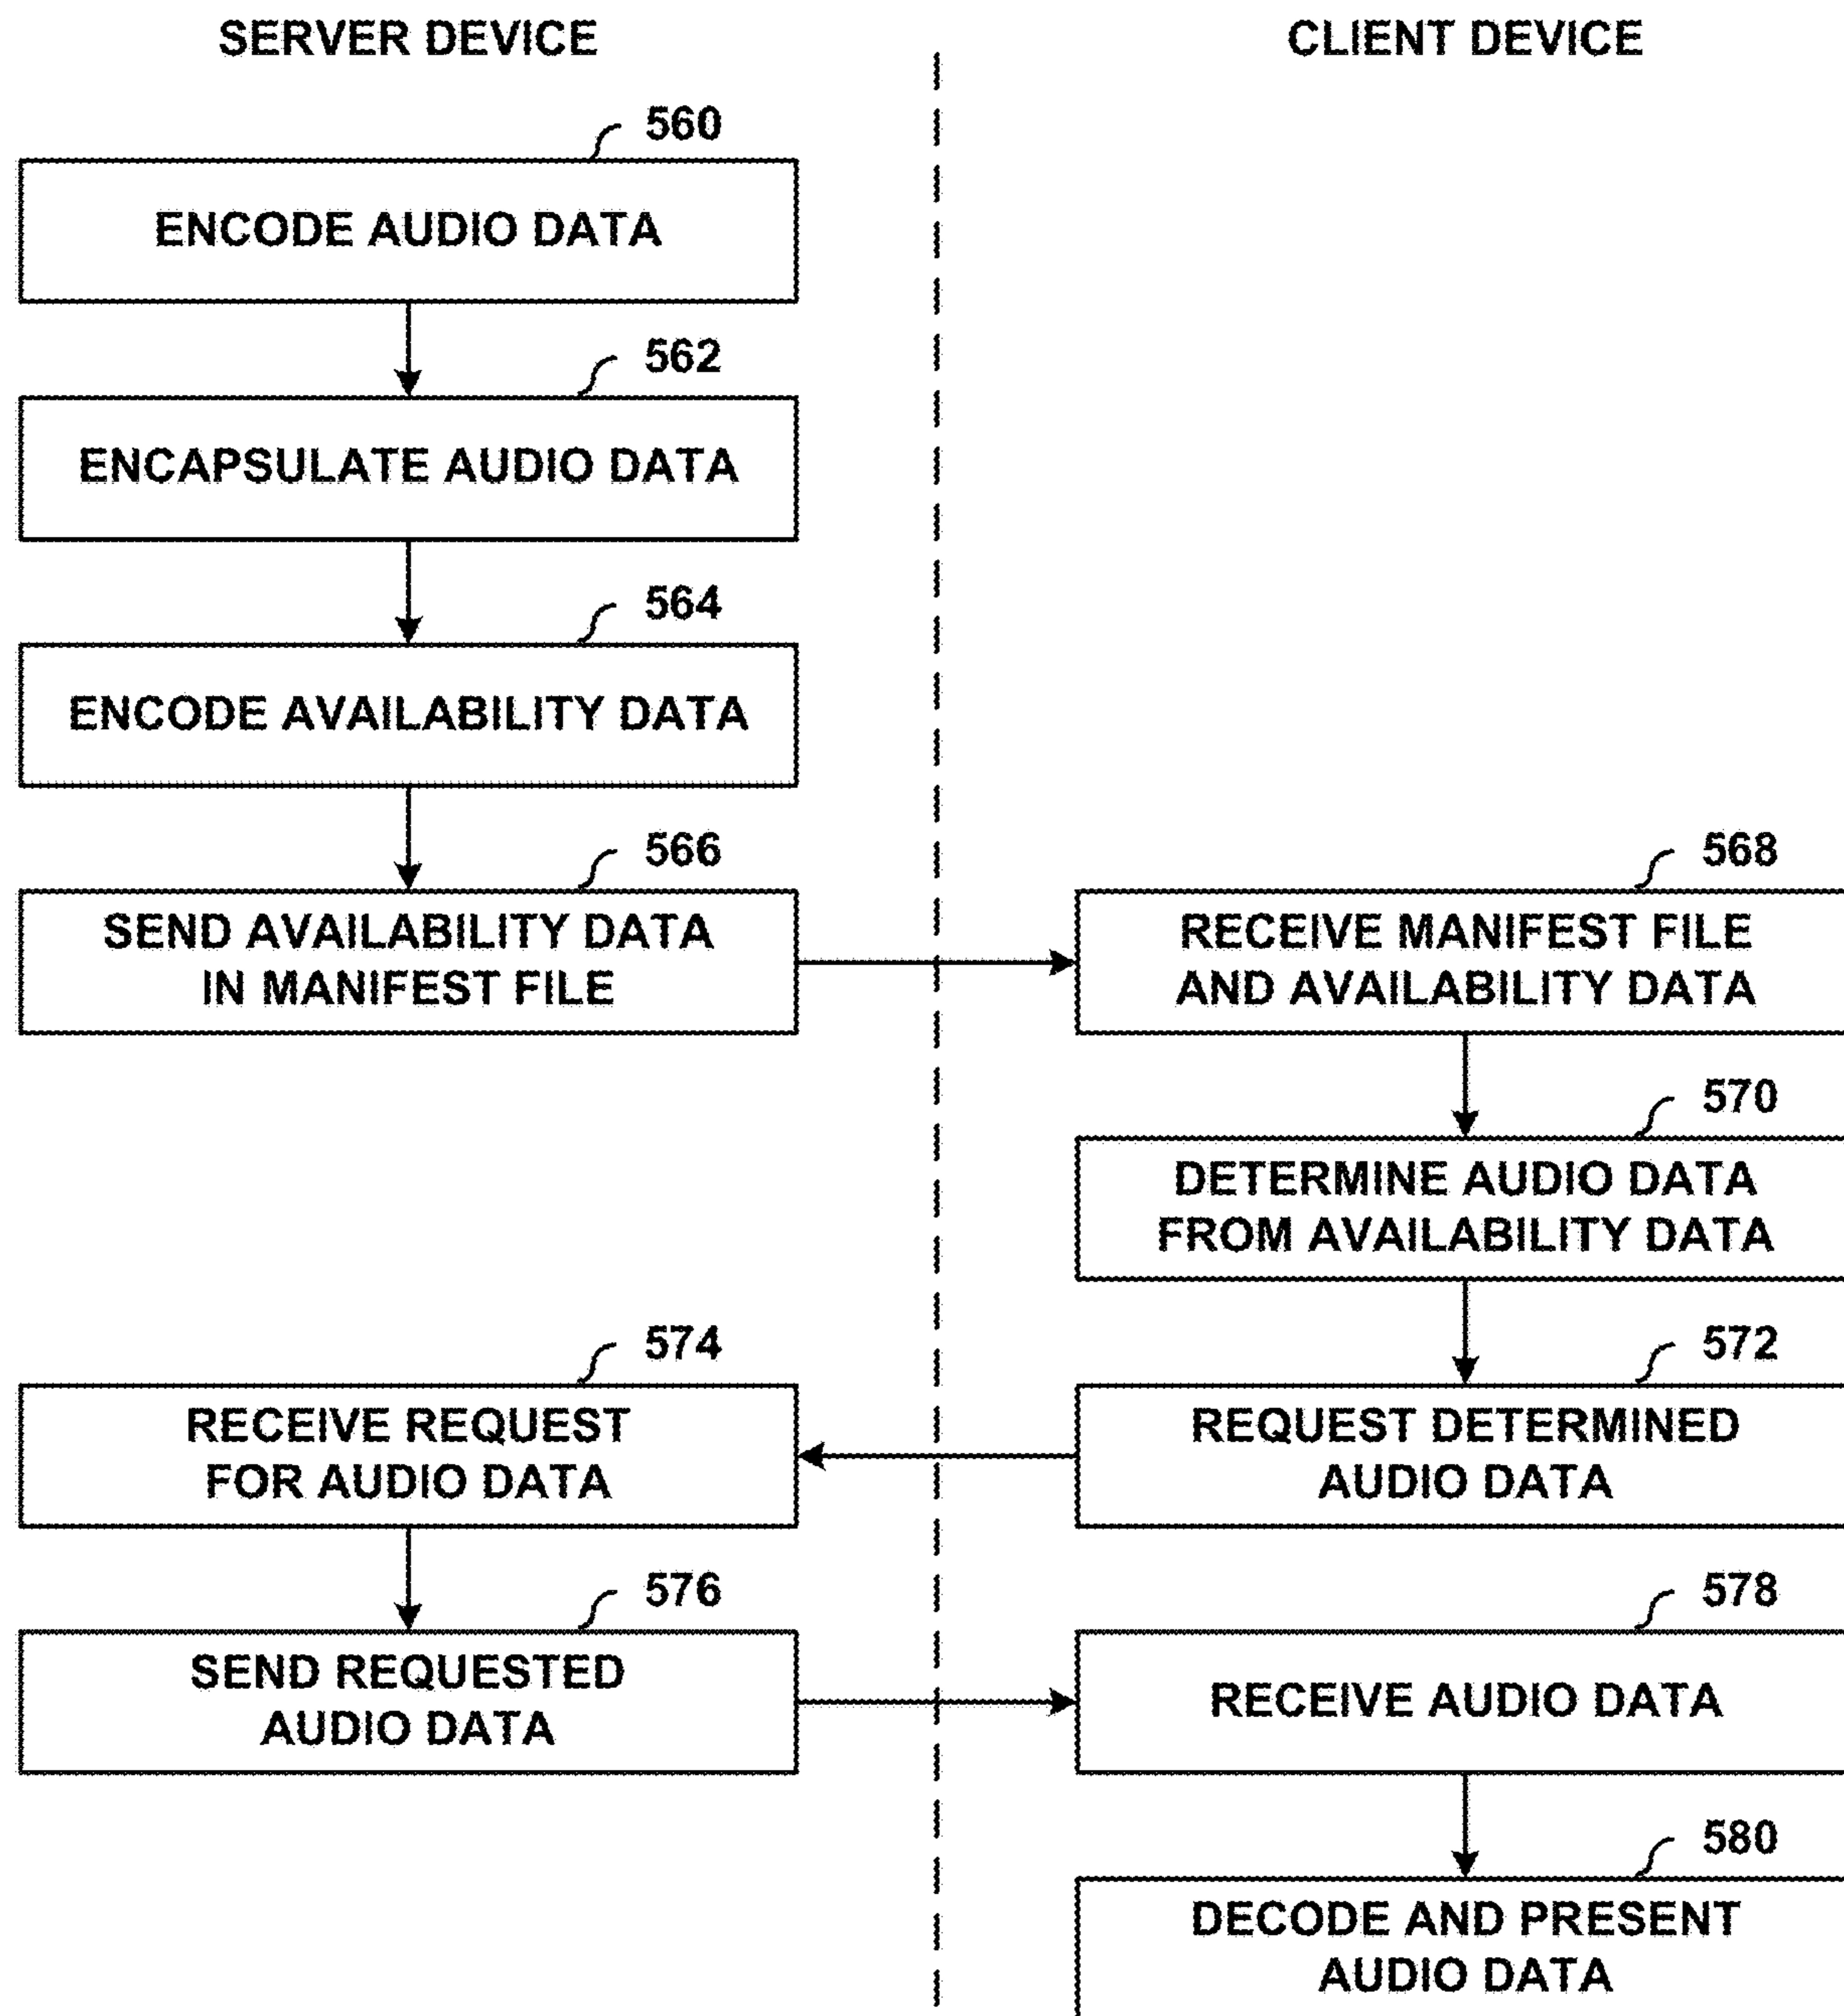 SERVER DEVICE
CLIENT DEVICE
560
ENCODE AUDIO DATA
562
ENCAPSULATE AUDIO DATA
564
ENCODE AVAILABILITY DATA
566
SEND AVAILABILITY DATA
IN MANIFEST FILE
568
RECEIVE MANIFEST FILE
AND AVAILABILITY DATA
570
DETERMINE AUDIO DATA
FROM AVAILABILITY DATA
572
REQUEST DETERMINED
AUDIO DATA
574
RECEIVE REQUEST
FOR AUDIO DATA
576
SEND REQUESTED
AUDIO DATA
578
RECEIVE AUDIO DATA
580
DECODE AND PRESENT
AUDIO DATA